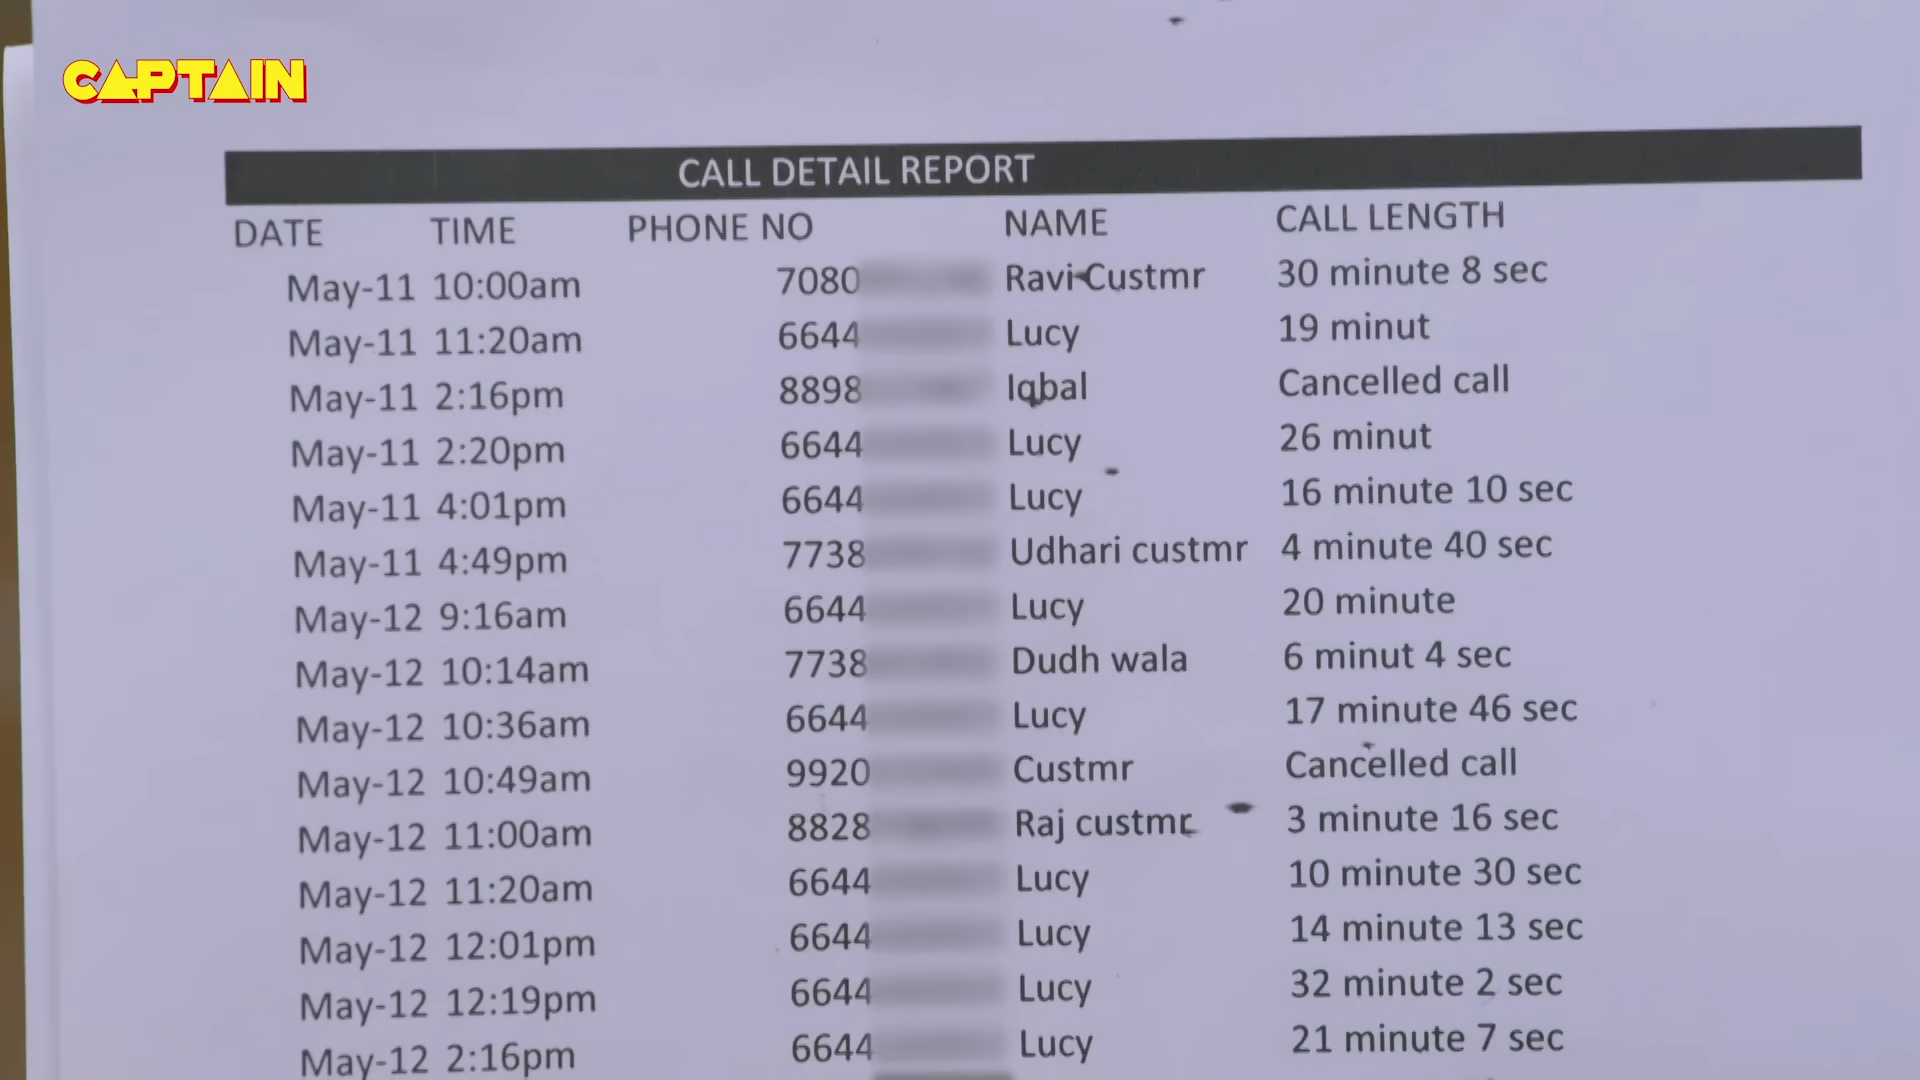 CAPTAIN
CALL DETAIL REPORT
DATE TIME PHONE NO NAME CALL LENGTH
May-11 10:00am 7080 Ravi Custmr 30 minute 8 sec
May-11 11:20am 6644 Lucy 19 minut
May-11 2:16pm 8898 Iqbal Cancelled call
May-11 2:20pm 6644 Lucy 26 minut
May-11 4:01pm 6644 Lucy 16 minute 10 sec
May-11 4:49pm 7738 Udhari custmr 4 minute 40 sec
May-12 9:16am 6644 Lucy 20 minute
May-12 10:14am 7738 Dudh wala 6 minut 4 sec
May-12 10:36am 6644 Lucy 17 minute 46 sec
May-12 10:49am 9920 Custmr Cancelled call
May-12 11:00am 8828 Raj custmr 3 minute 16 sec
May-12 11:20am 6644 Lucy 10 minute 30 sec
May-12 12:01pm 6644 Lucy 14 minute 13 sec
May-12 12:19pm 6644 Lucy 32 minute 2 sec
May-12 2:16pm 6644 Lucy 21 minute 7 sec